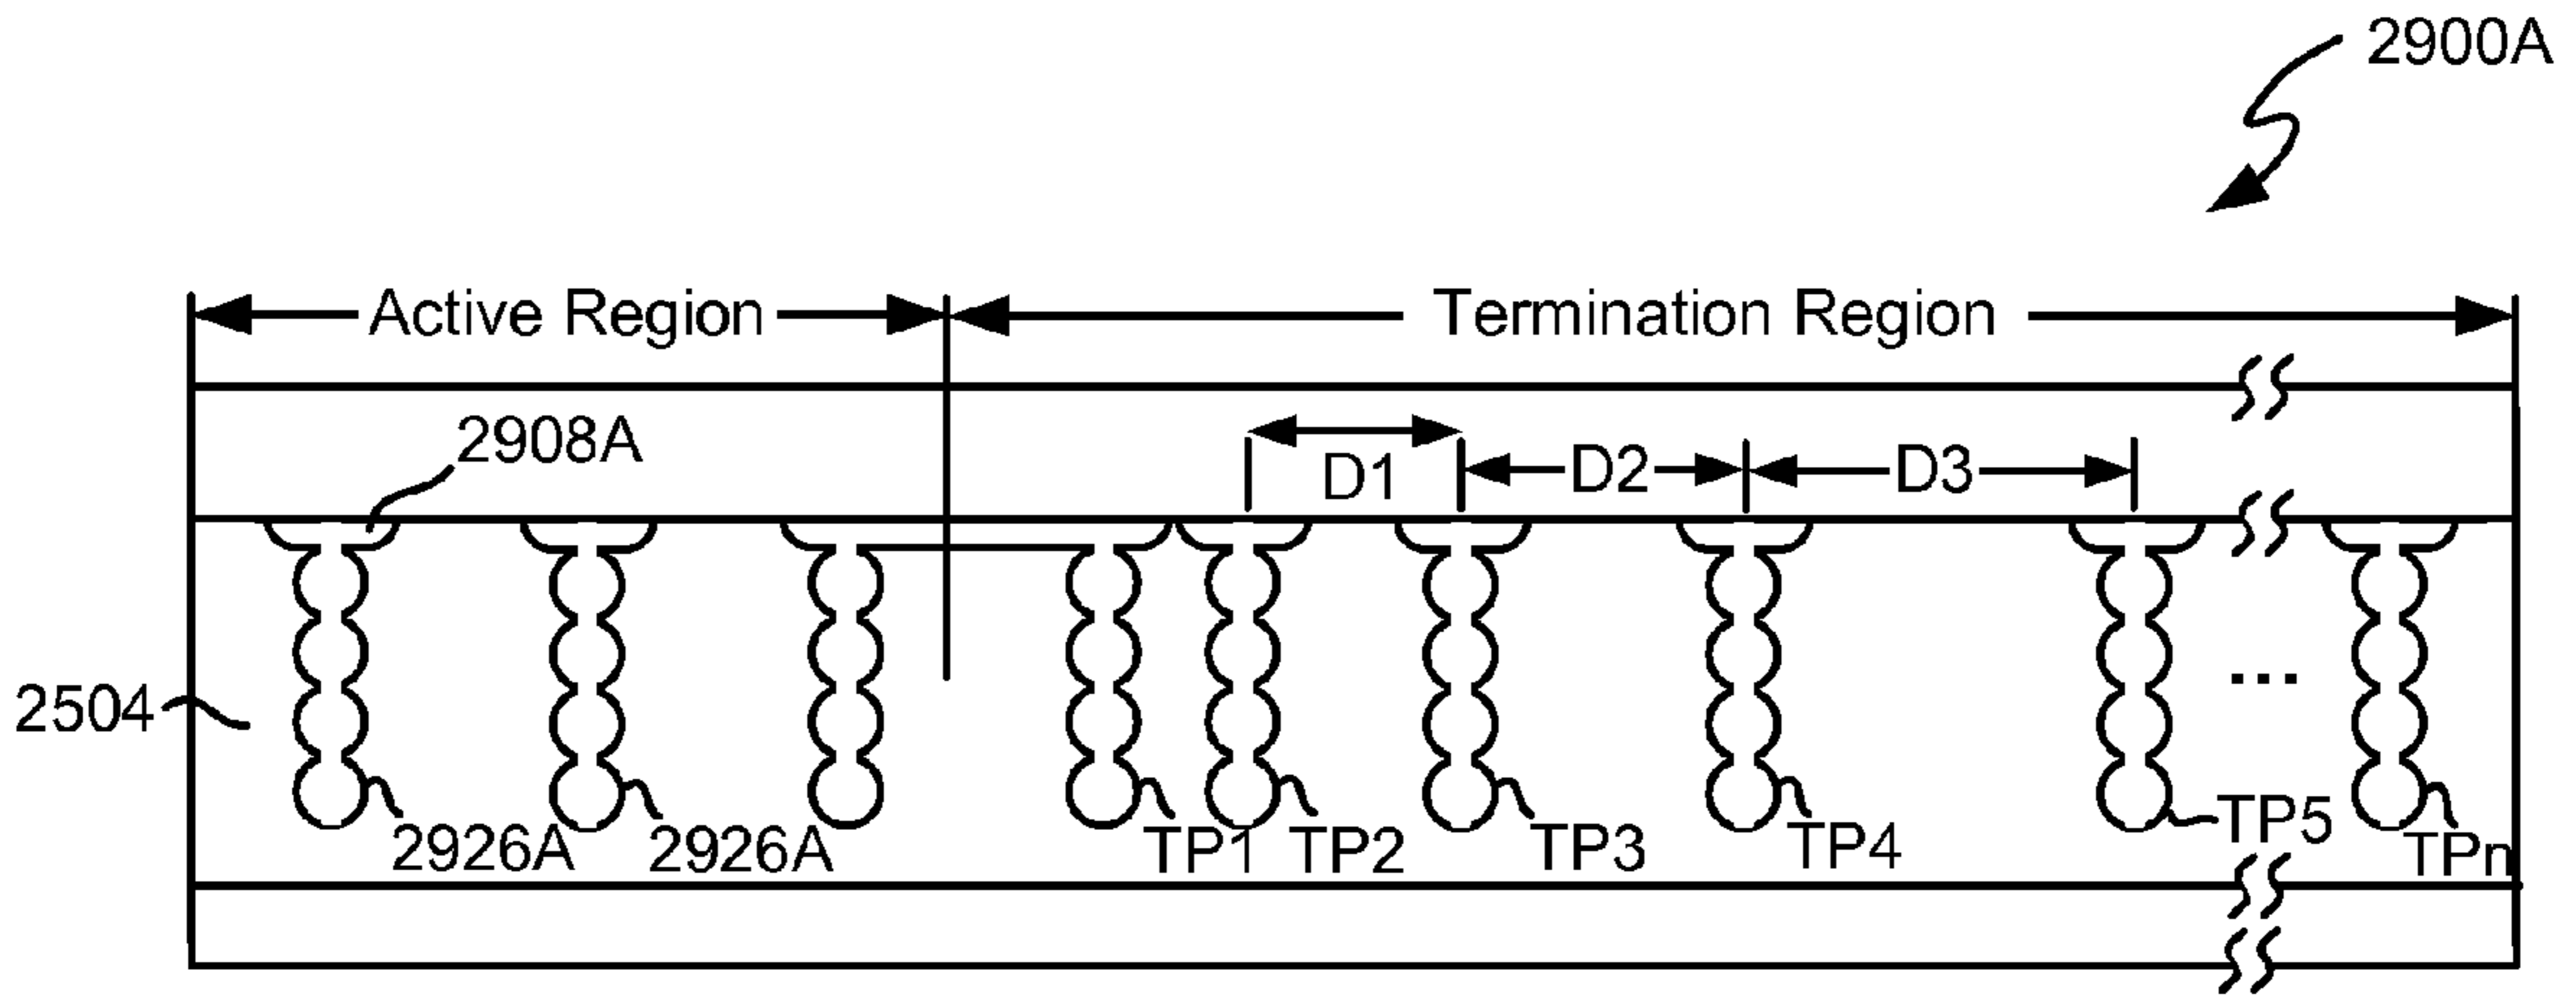 2900A
Active Region
Termination Region
2908A
D1
D2
D3
2504
2926A
2926A
TP1
TP2
TP3
TP4
TP5
...
TPn